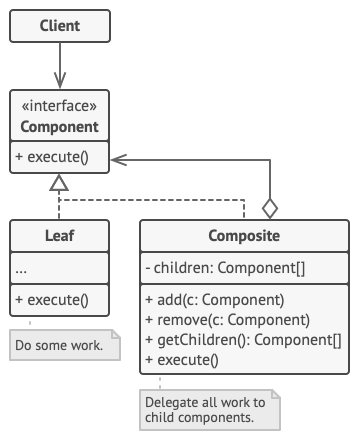 Client
«interface»
Component
+ execute()
Leaf
...
+ execute()
Do some work.
Composite
- children: Component[]
+ add(c: Component)
+ remove(c: Component)
+ getChildren(): Component[]
+ execute()
Delegate all work to
child components.